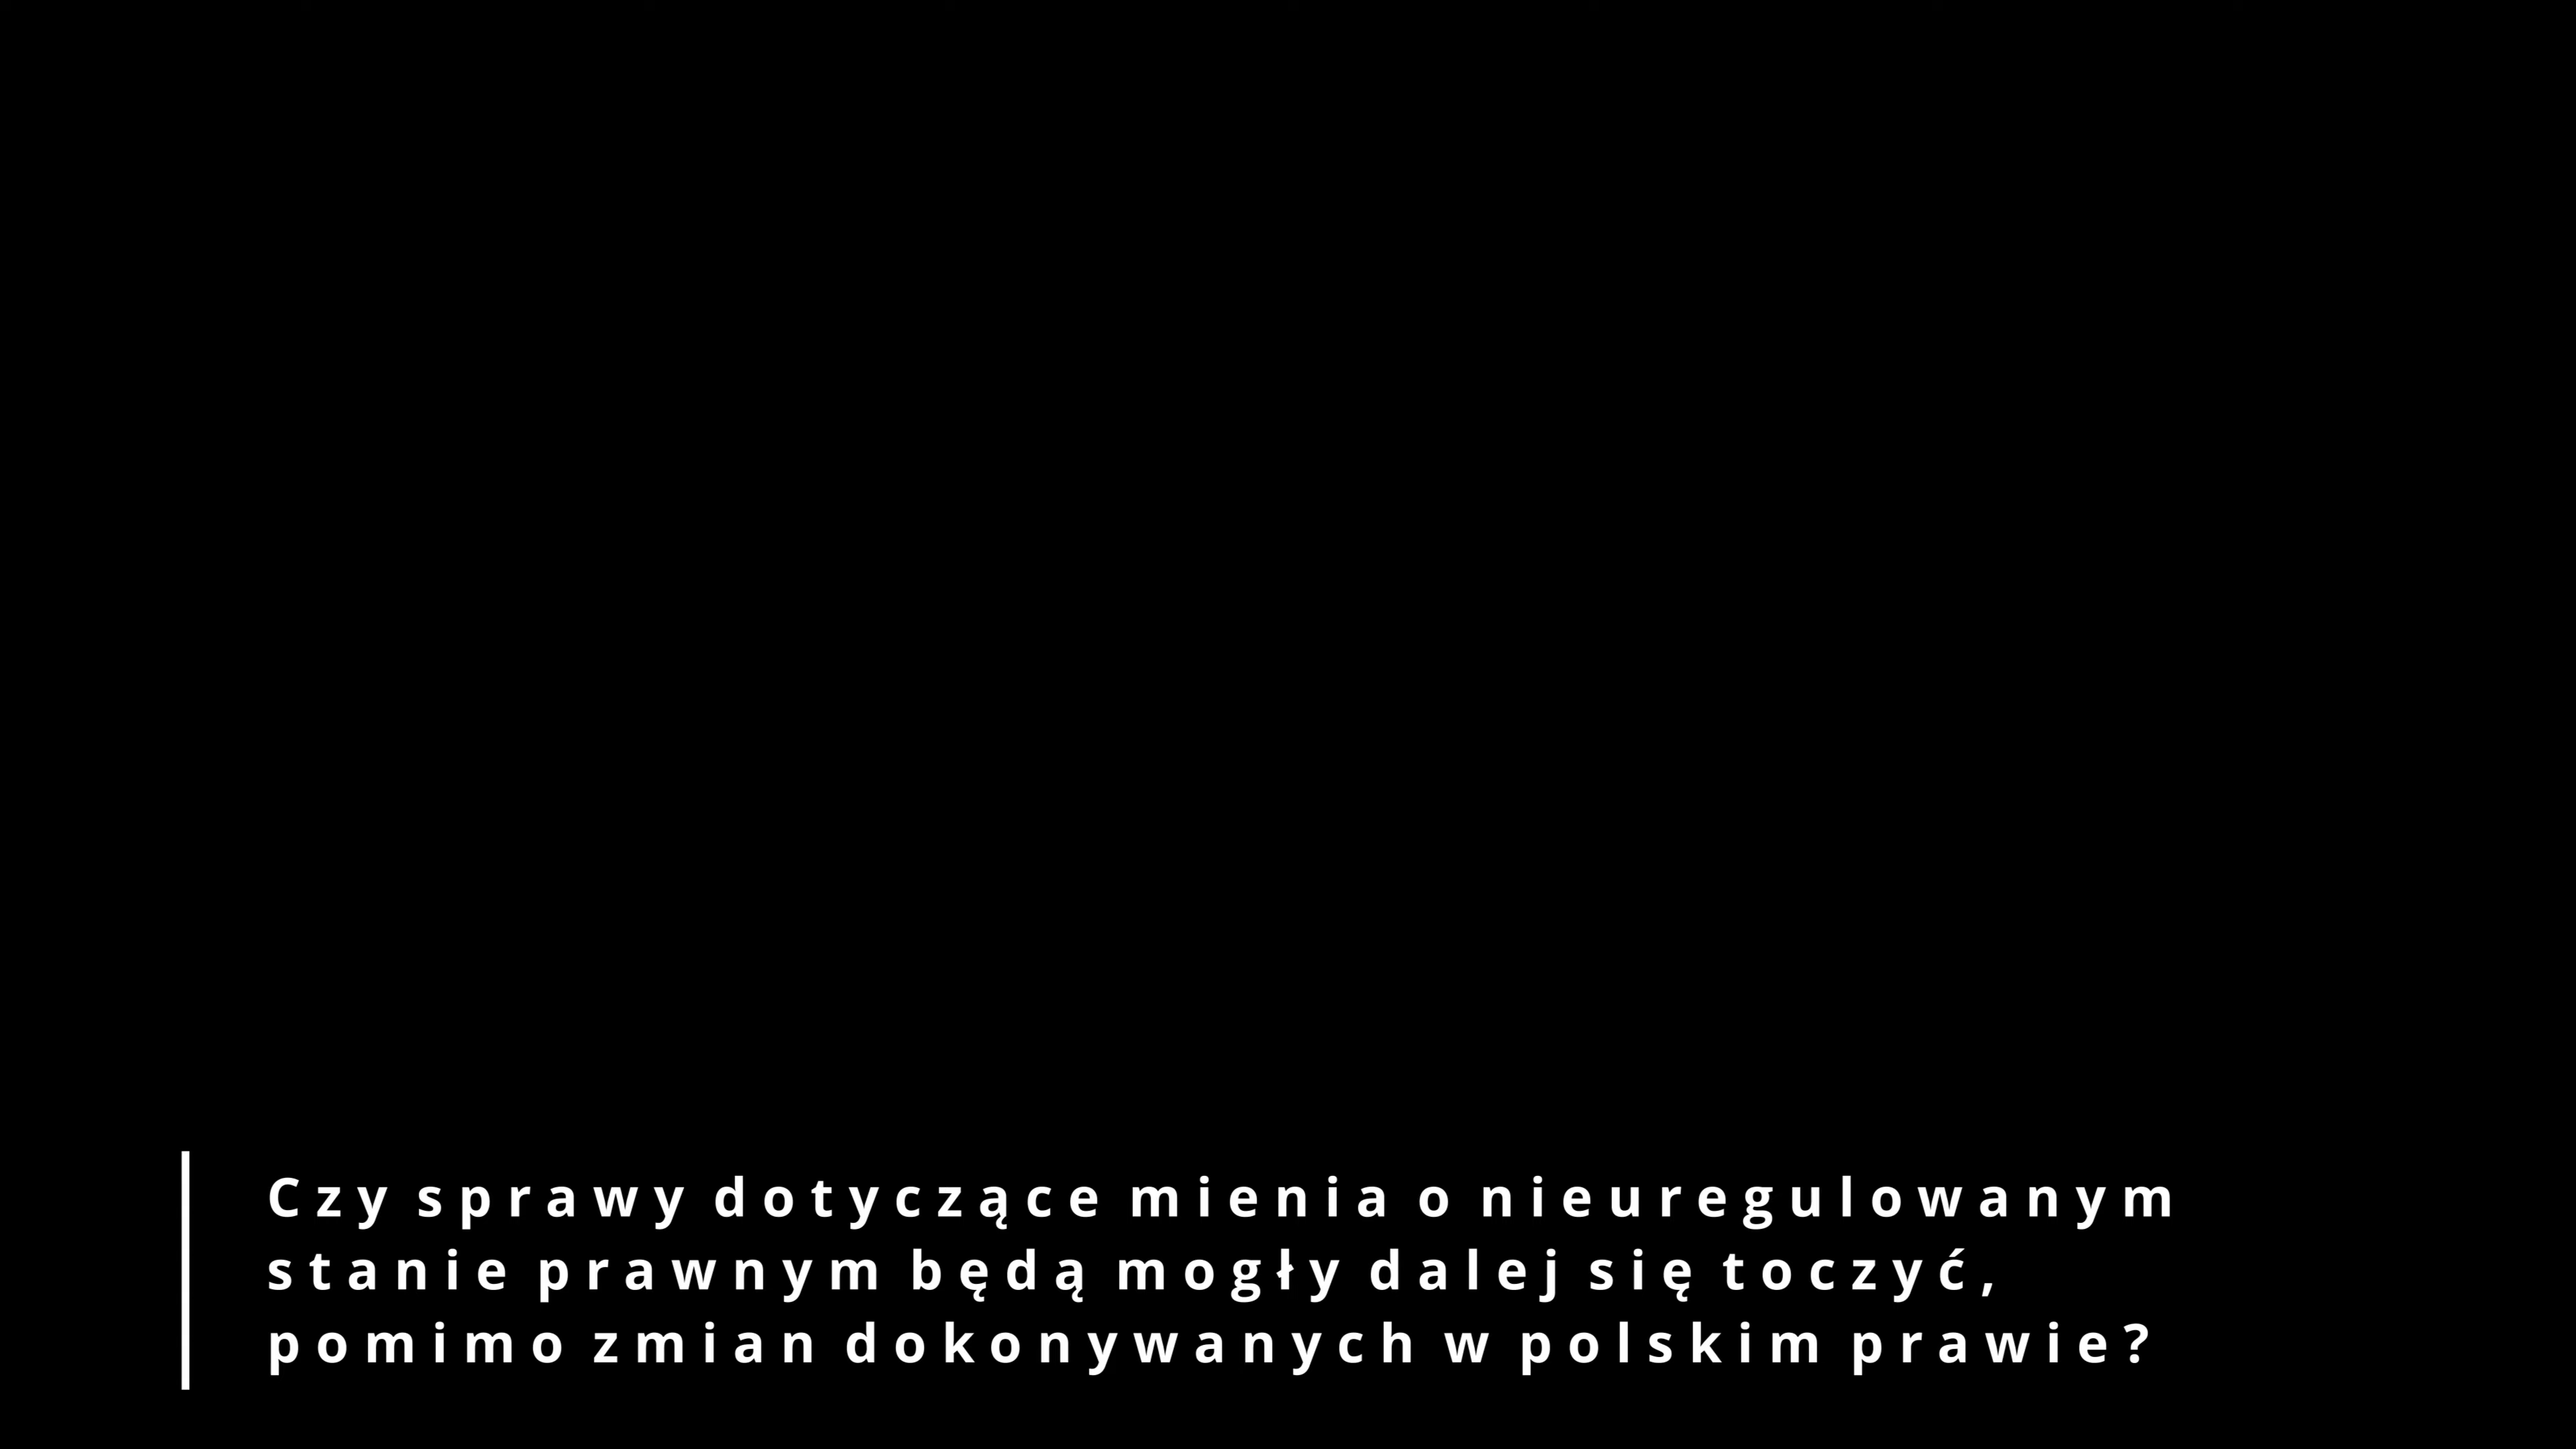 Czy sprawy dotyczące mienia o nieuregulowanym
stanie prawnym będą mogły dalej się toczyć,
pomimo zmian dokonywanych w polskim prawie?